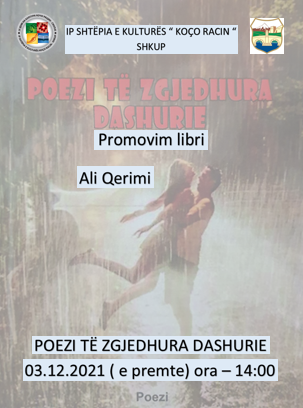 IP SHTËPIA E KULTURËS " KOÇO RACIN "
SHKUP
POEZI TË ZGJEDHURA
DASHURIE
Promovim libri
Ali Qerimi
POEZI TË ZGJEDHURA DASHURIE
03.12.2021 ( e premte) ora – 14:00
Poezi